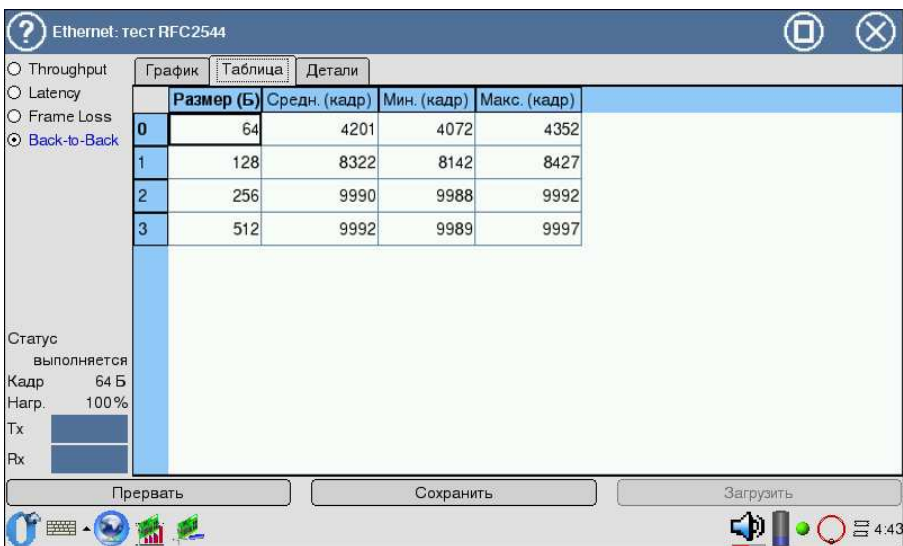 ? Ethernet: тест RFC2544
Throughput
Latency
Frame Loss
Back-to-Back
График Таблица Детали
Размер (Б) Средн. (кадр) Мин. (кадр) Макс. (кадр)
0 64 4201 4072 4352
1 128 8322 8142 8427
2 256 9990 9988 9992
3 512 9992 9989 9997
Статус
выполняется
Кадр 64 Б
Нагр. 100%
Tx
Rx
Прервать Сохранить Загрузить
4:43